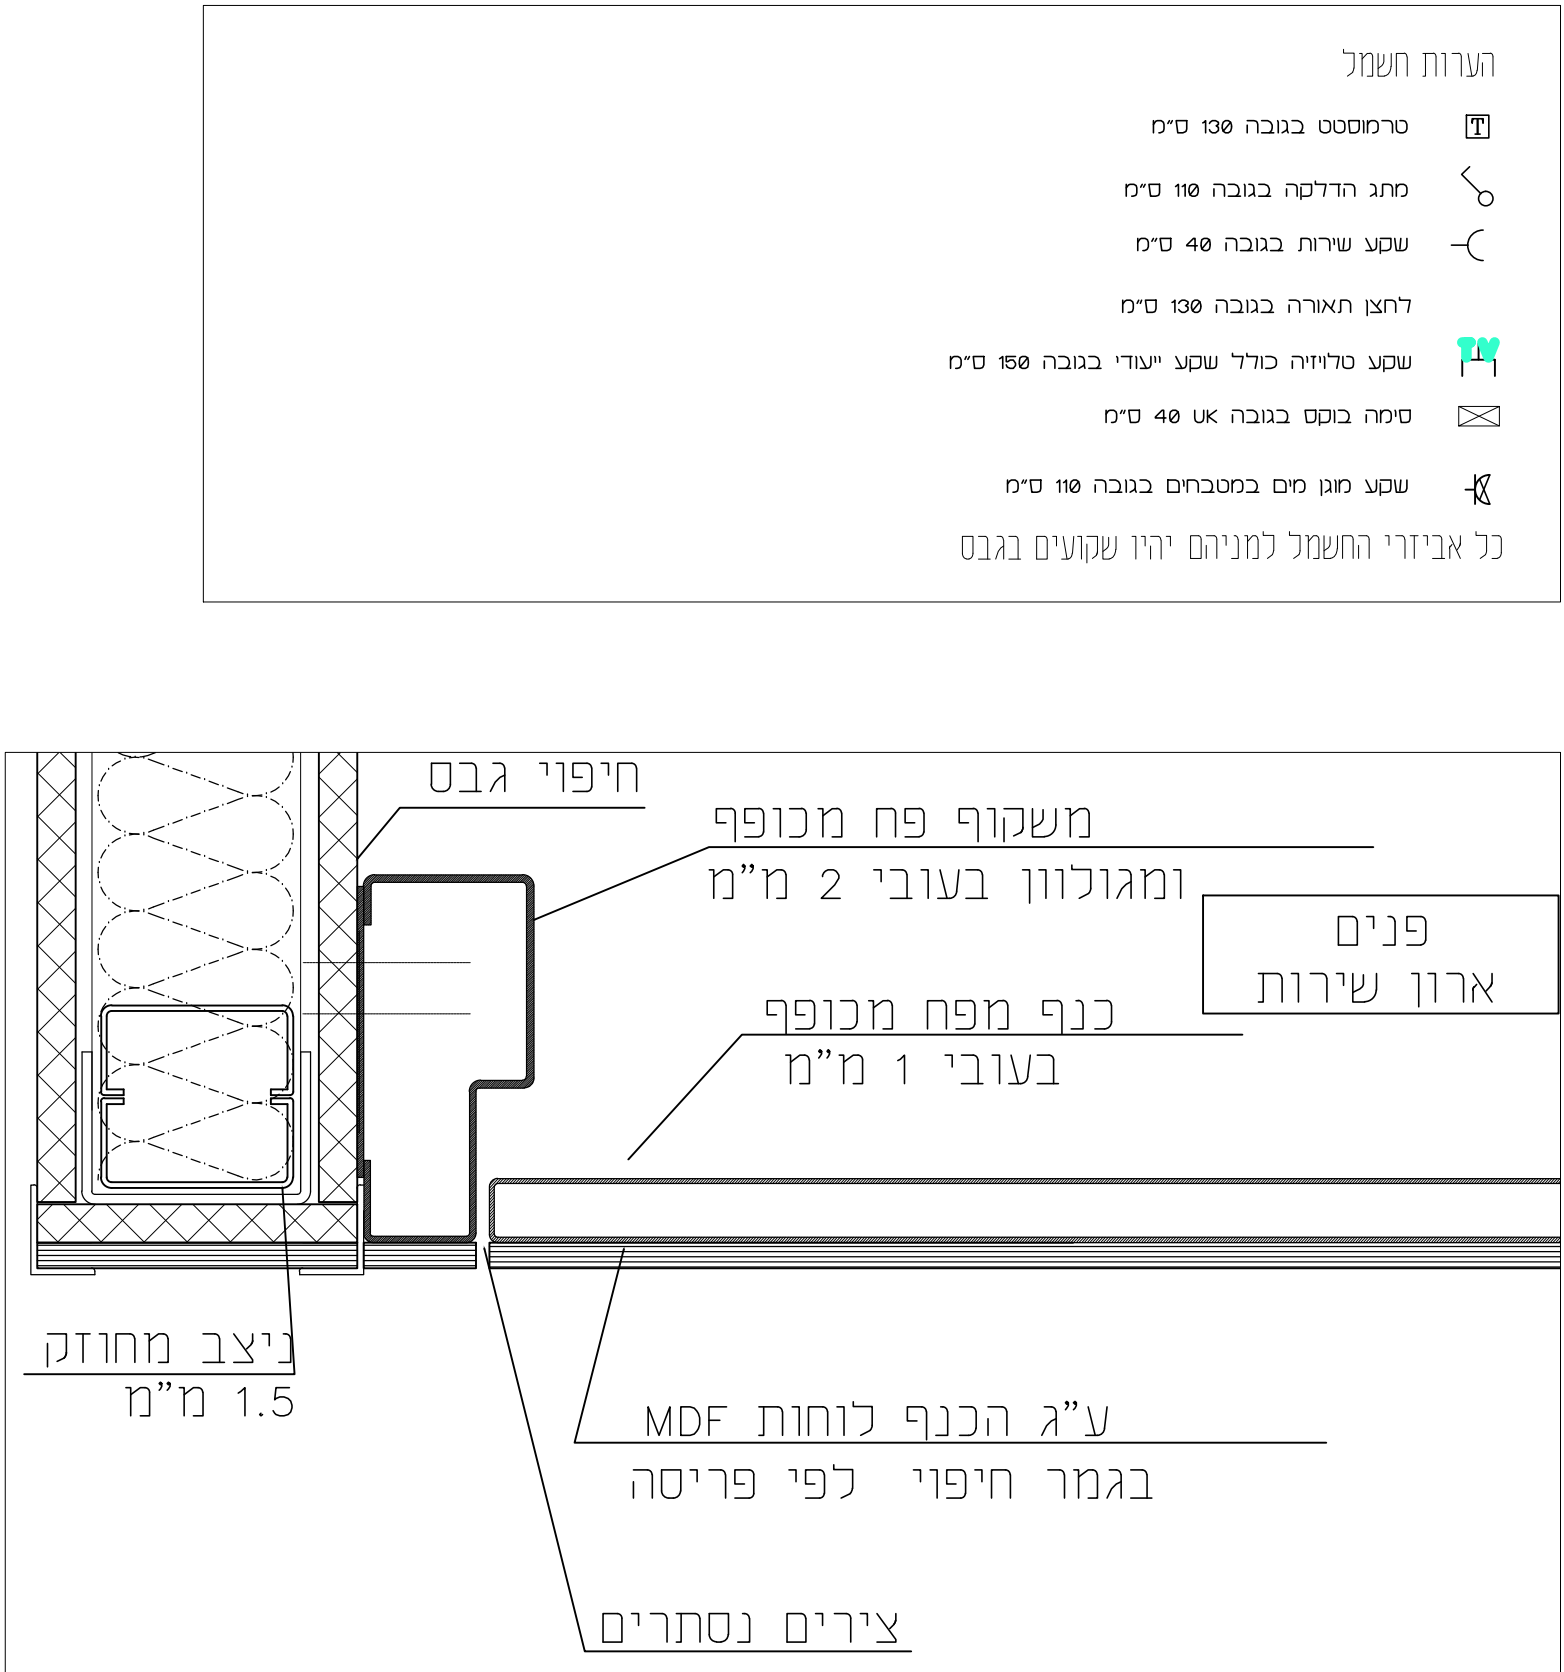 הערות חשמל
T טרמוסטט בגובה 130 ס"מ
מתג הדלקה בגובה 110 ס"מ
שקע שירות בגובה 40 ס"מ
לחצן תאורה בגובה 130 ס"מ
TV שקע טלויזיה כולל שקע ייעודי בגובה 150 ס"מ
סימה בוקס בגובה UK 40 ס"מ
שקע מוגן מים במטבחים בגובה 110 ס"מ
כל אביזרי החשמל למניהם יהיו שקועים בגבס
חיפוי גבס
משקוף פח מכופף
ומגולוון בעובי 2 מ"מ
פנים
ארון שירות
כנף מפח מכופף
בעובי 1 מ"מ
ניצב מחוזק
1.5 מ"מ
ע"ג הכנף לוחות MDF
בגמר חיפוי לפי פריסה
צירים נסתרים